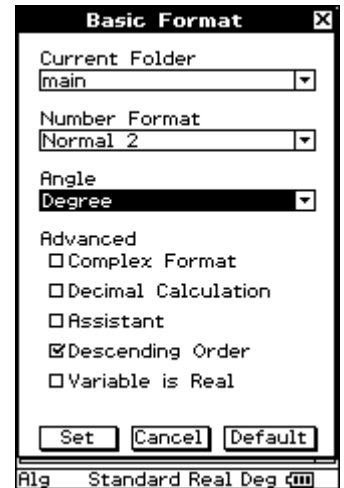 Basic Format
Current Folder
main
Number Format
Normal 2
Angle
Degree
Advanced
Complex Format
Decimal Calculation
Assistant
Descending Order
Variable is Real
Set Cancel Default
Alg Standard Real Deg